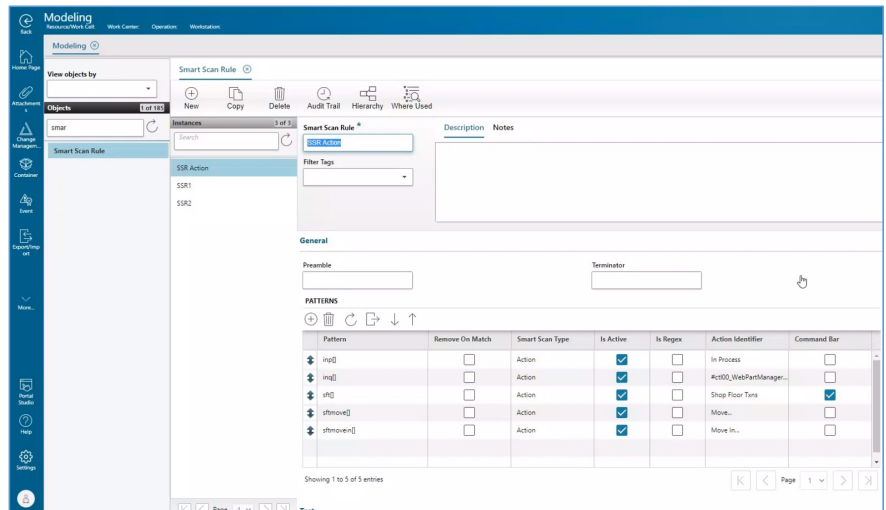 Modeling
Resource/Work Cell: Work Center: Operation: Workstation:
Back
Modeling
Home Page
Attachment
s
Change
Managem...
Container
Event
Export/Imp
ort
More...
Portal
Studio
Help
Settings
View objects by
Objects 1 of 185
smar
Smart Scan Rule
Smart Scan Rule
New Copy Delete Audit Trail Hierarchy Where Used
Instances 3 of 3
Search
SSR Action
SSR1
SSR2
Page 1
Smart Scan Rule
SSR Action
Filter Tags
Description Notes
General
Preamble Terminator
PATTERNS
Pattern Remove On Match Smart Scan Type Is Active Is Regex Action Identifier Command Bar
inp[] Action In Process
inq[] Action #ctl00_WebPartManager...
sft[] Action Shop Floor Txns
sftmove[] Action Move...
sftmovein[] Action Move In...
Showing 1 to 5 of 5 entries
Page 1